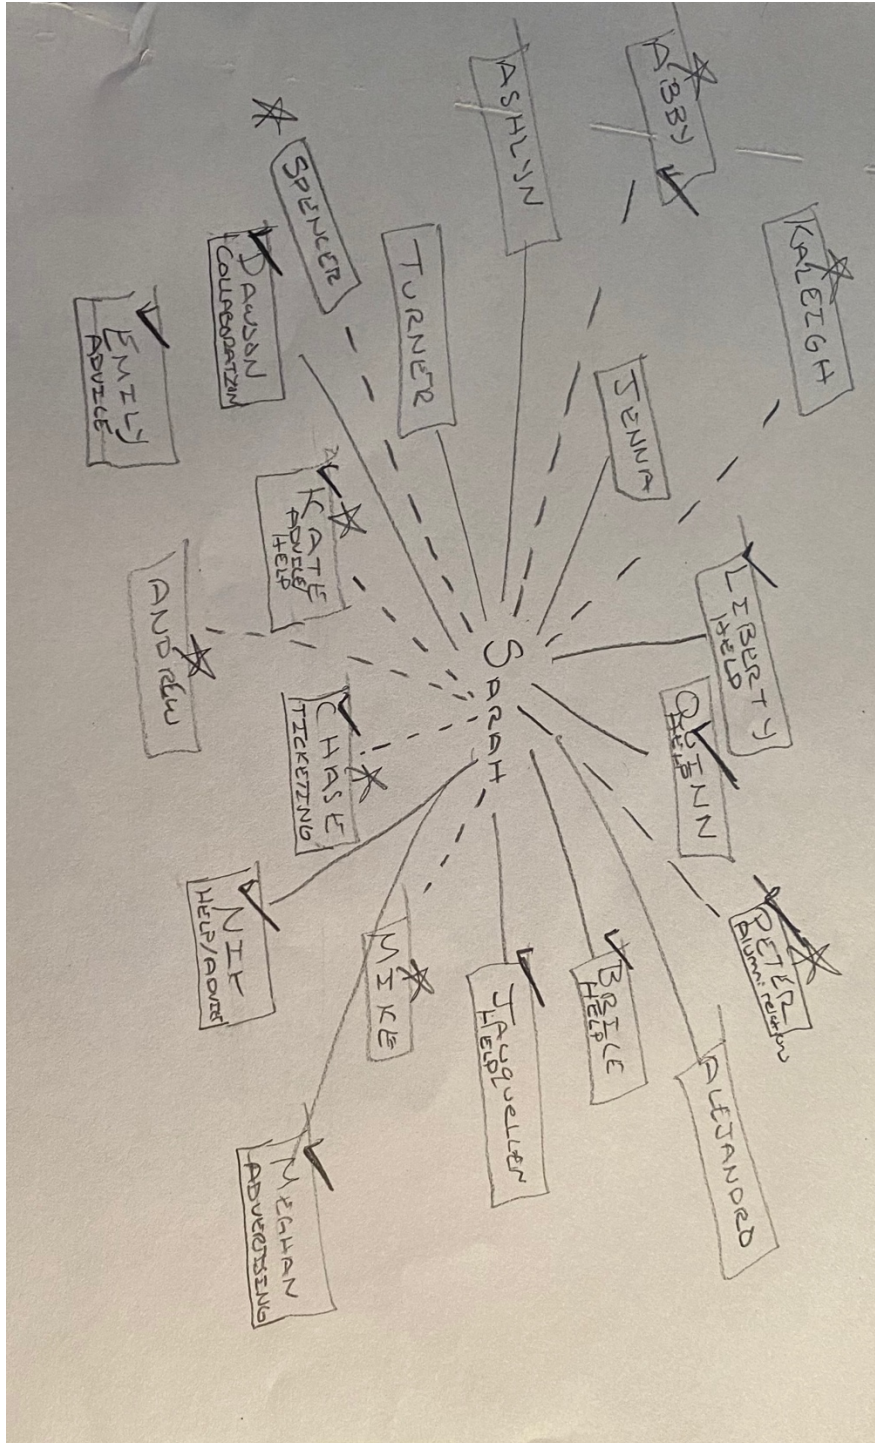 ABBY
KALEIGH
ASHLYN
JENNA
SPENCER
TURNER
DAWSON
COLLABORATION
EMILY
ADVICE
KATE
ADVICE/
HELP
ANDREW
SARAH
LIBERTY
HELP
QUINN
HELP
CHASE
TICKETING
PETER
Alumni relations
NIK
HELP/ADVICE
MIKE
BRICE
HELP
JAUQUELLEN
HELP
ALEJANDRO
MEGHAN
ADVERTISING